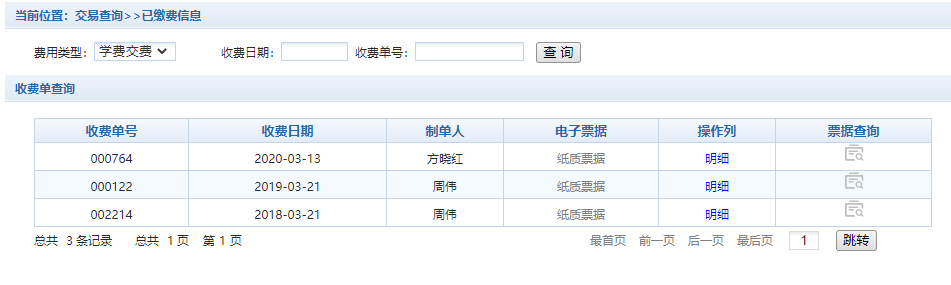 当前位置：交易查询>>已缴费信息
费用类型： 学费交费 收费日期： 收费单号： 查 询
收费单查询
收费单号 收费日期 制单人 电子票据 操作列 票据查询
000764 2020-03-13 方晓红 纸质票据 明细
000122 2019-03-21 周伟 纸质票据 明细
002214 2018-03-21 周伟 纸质票据 明细
总共 3 条记录 总共 1 页 第 1 页 最首页 前一页 后一页 最后页 1 跳转